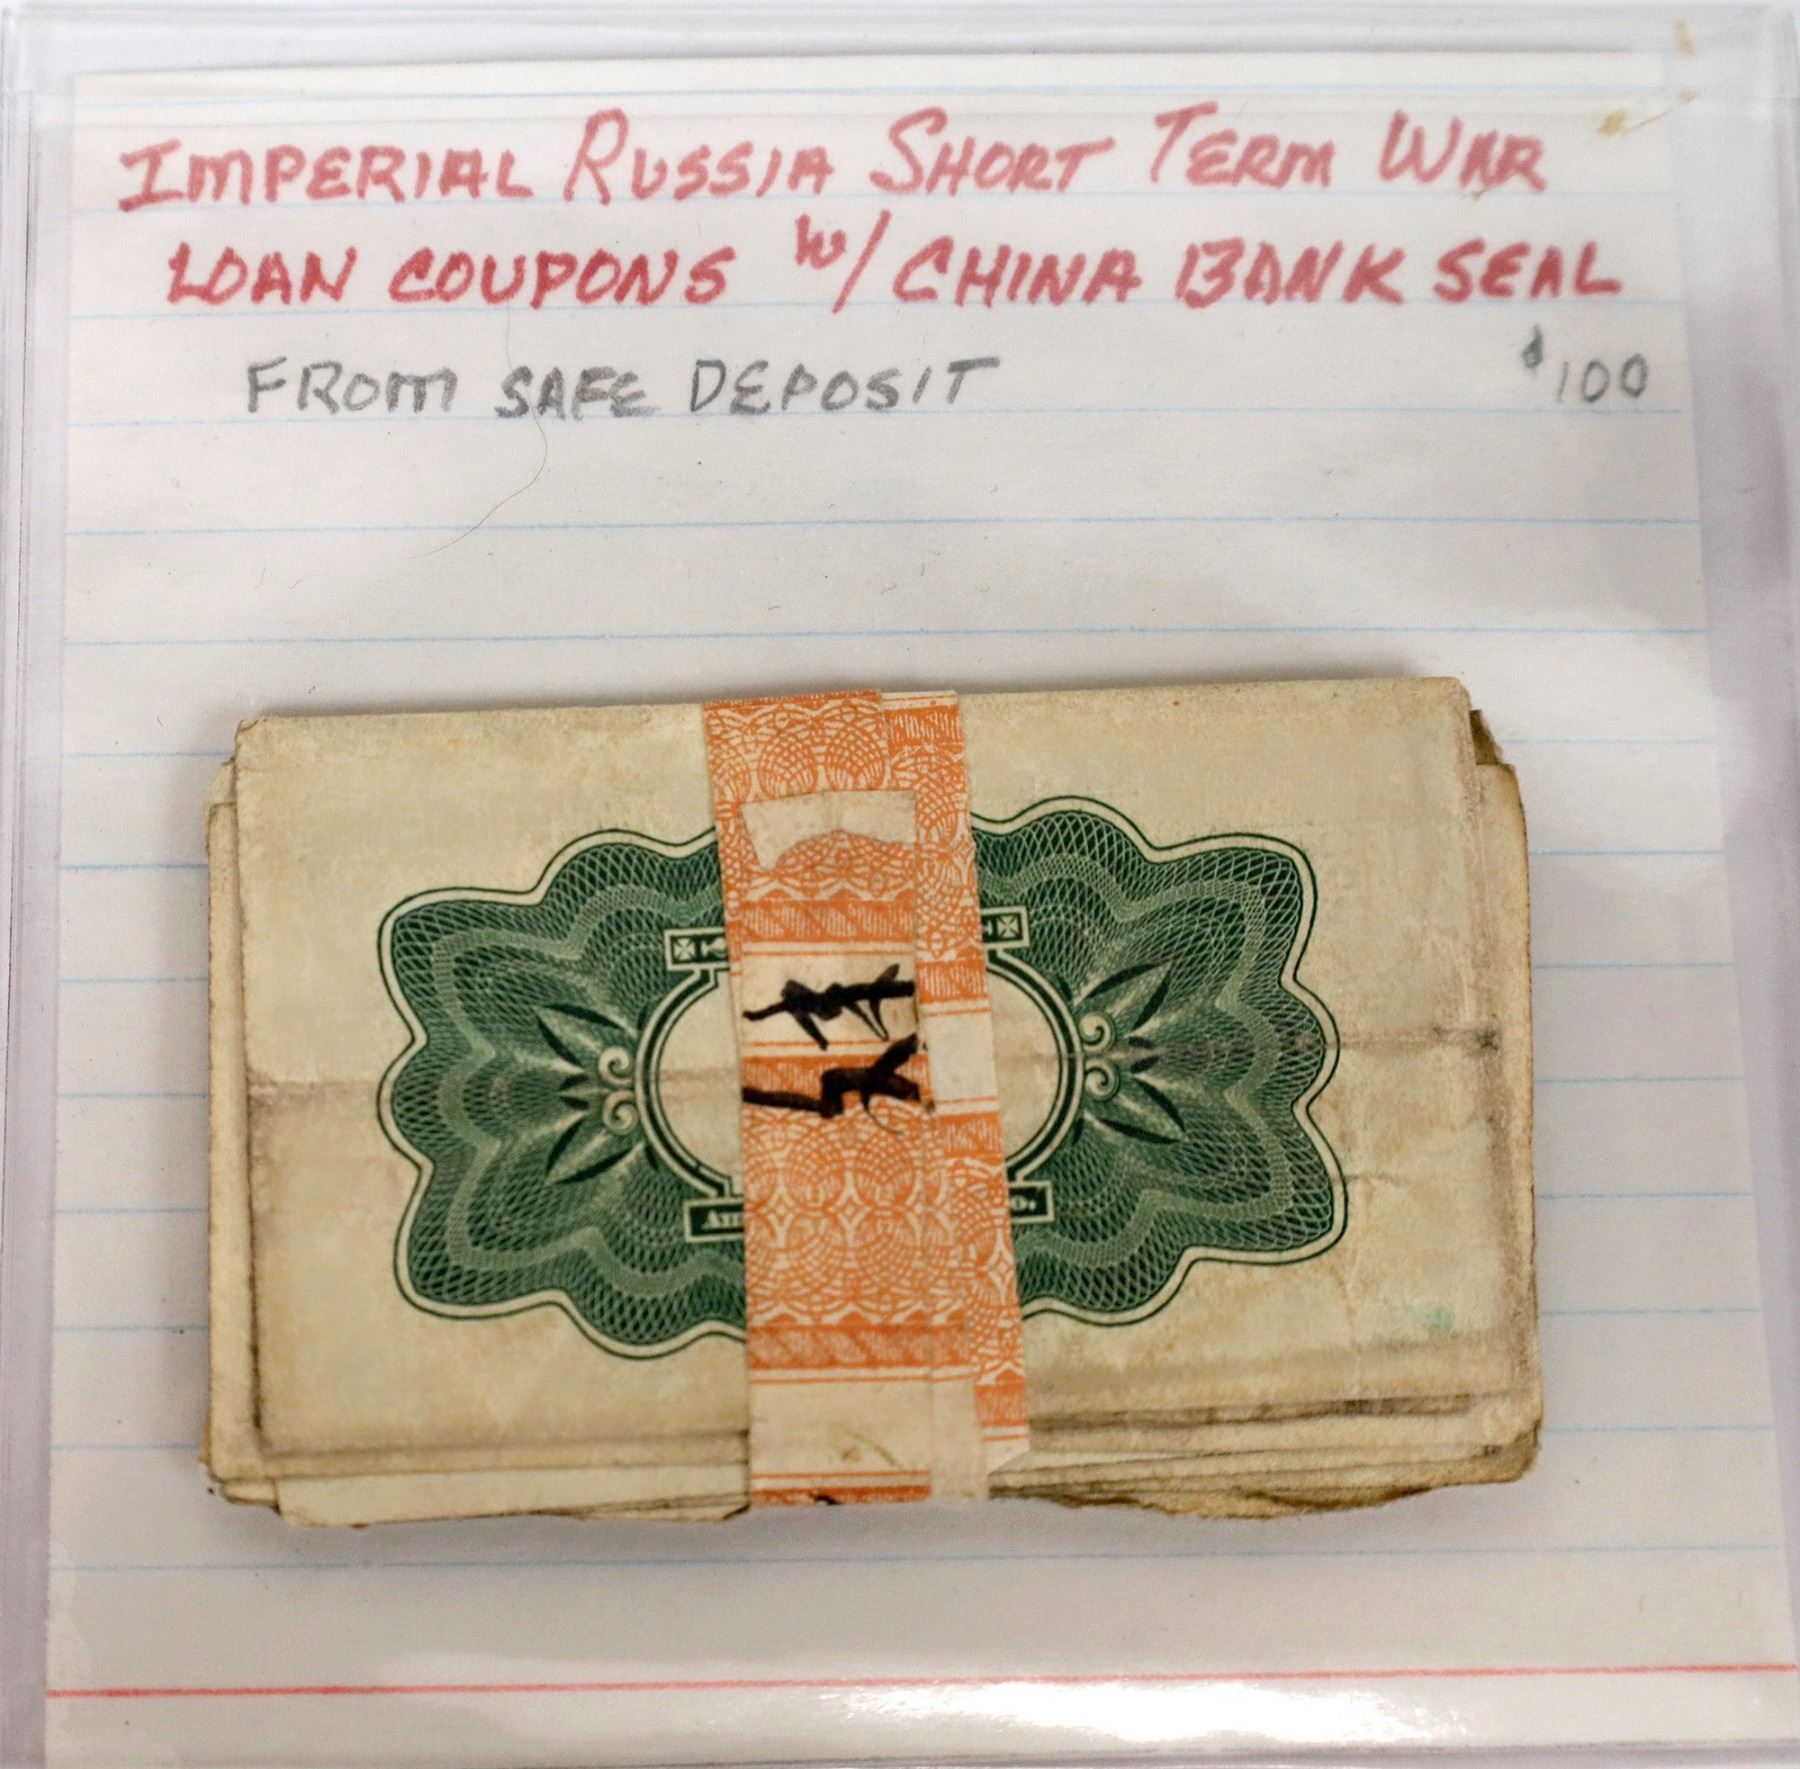 IMPERIAL RUSSIA SHORT TERM WAR
LOAN COUPONS W/ CHINA BANK SEAL
FROM SAFE DEPOSIT $100